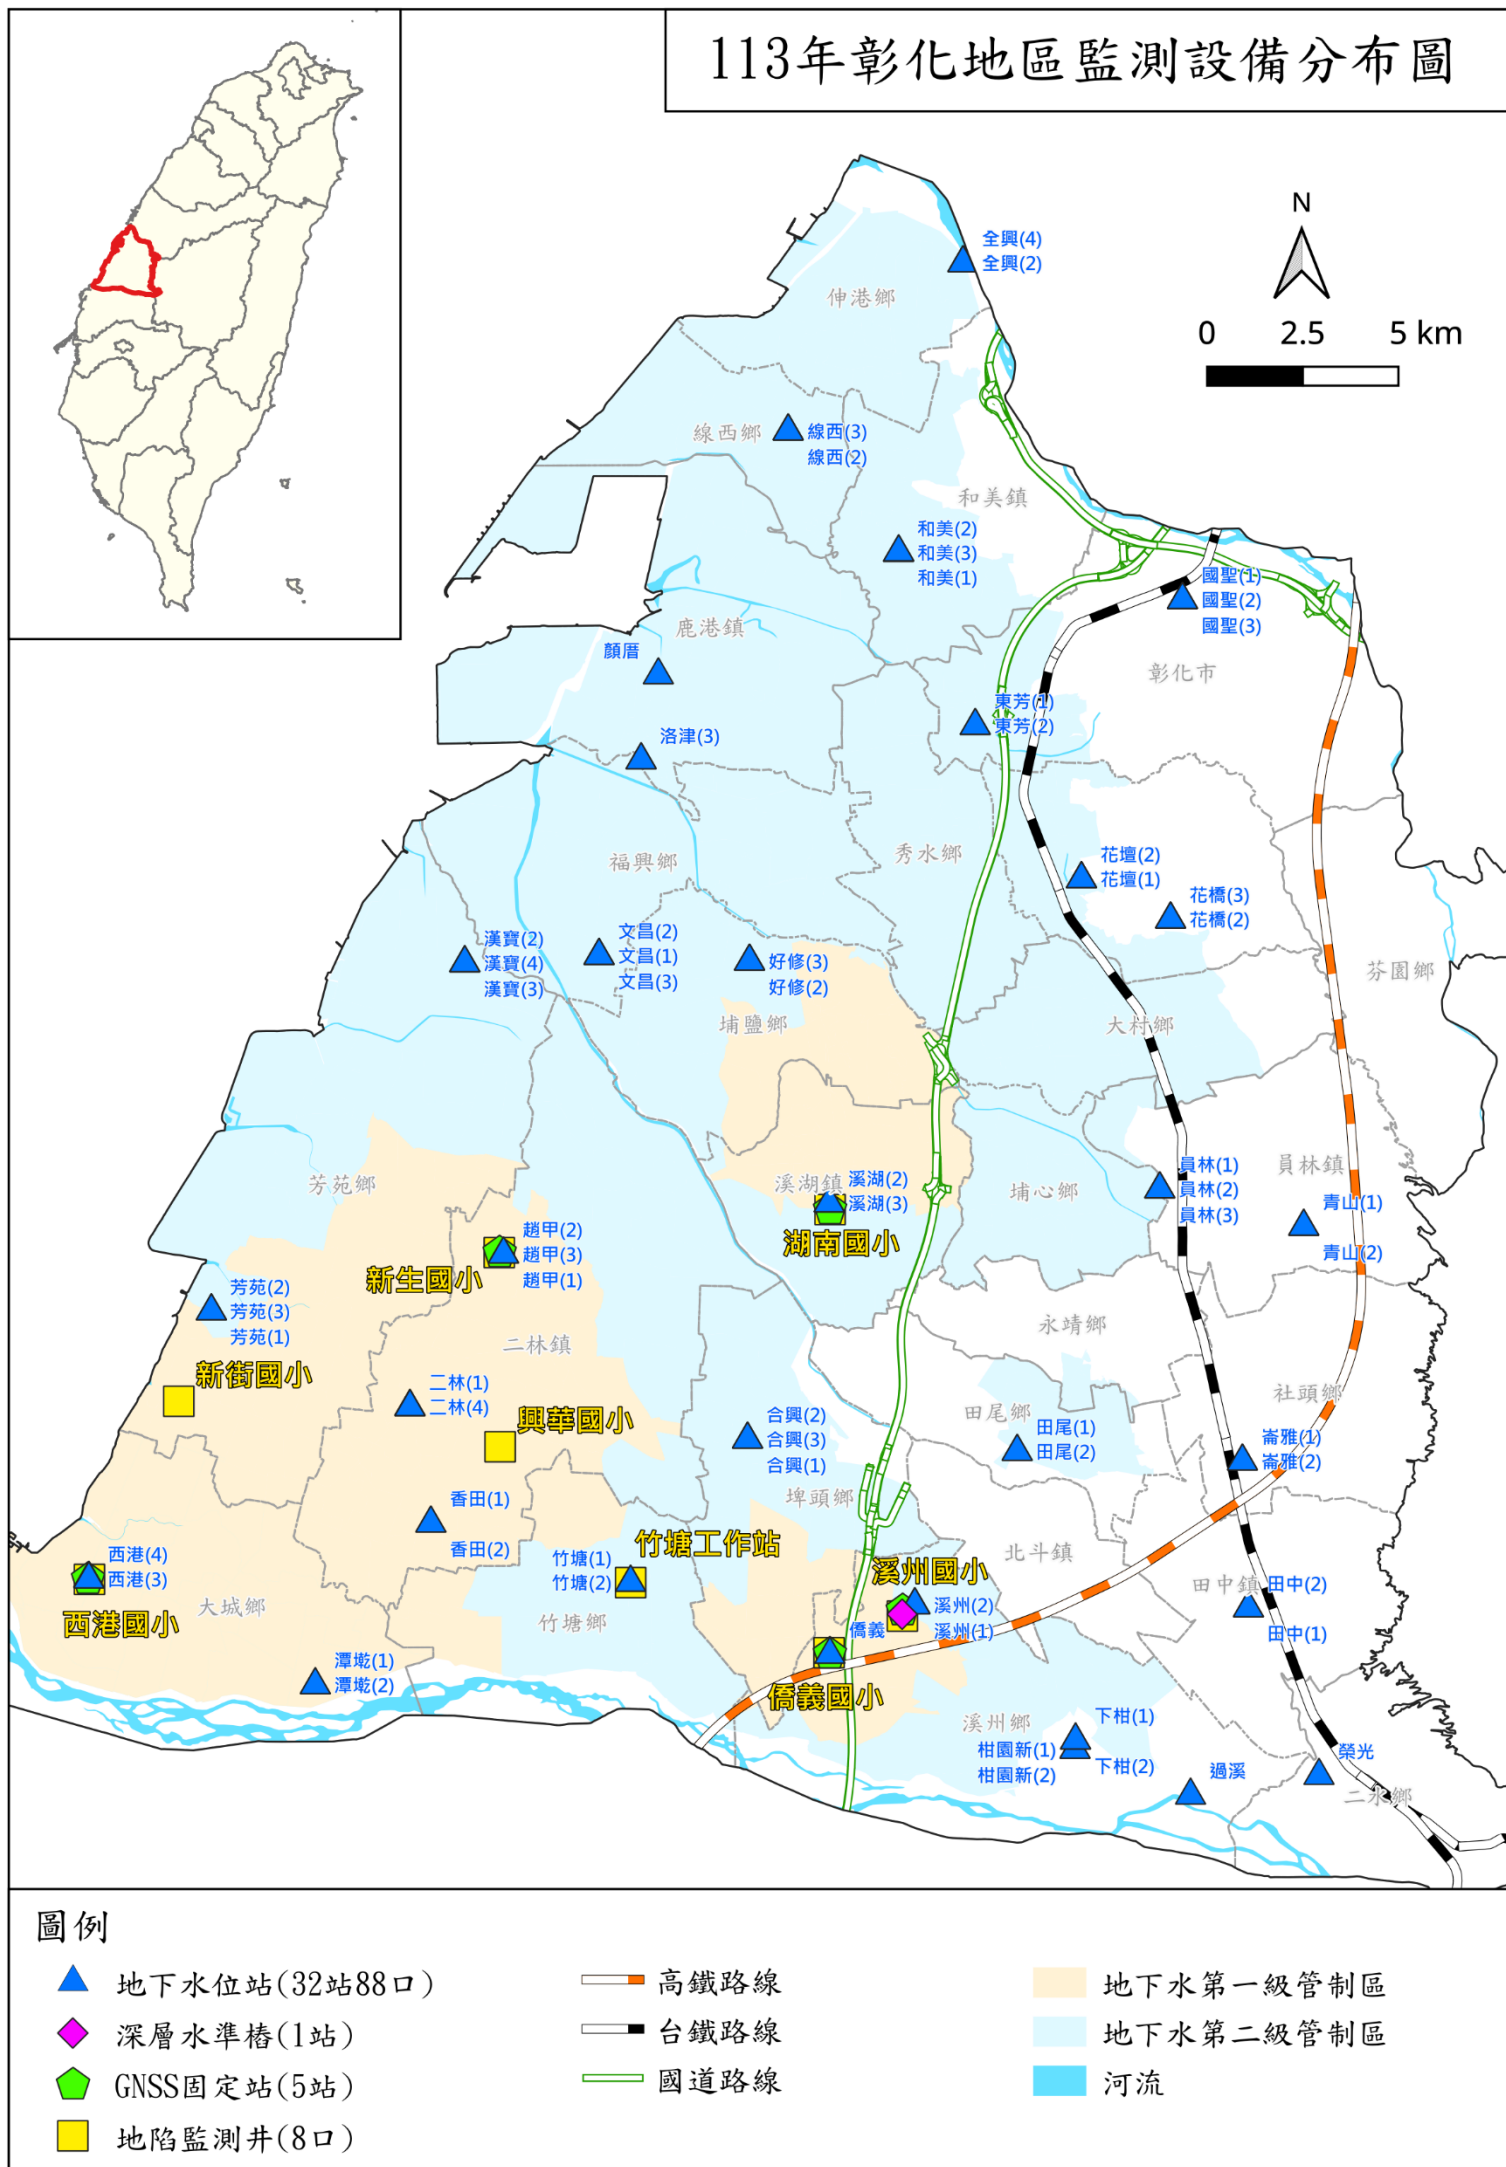 113年彰化地區監測設備分布圖
N
0 2.5 5 km
全興(4)
全興(2)
伸港鄉
線西鄉
線西(3)
線西(2)
和美鎮
和美(2)
和美(3)
和美(1)
國聖(1)
國聖(2)
國聖(3)
鹿港鎮
顏厝
彰化市
東芳(1)
東芳(2)
洛津(3)
福興鄉
秀水鄉
花壇(2)
花壇(1)
花橋(3)
花橋(2)
漢寶(2)
漢寶(4)
漢寶(3)
文昌(2)
文昌(1)
文昌(3)
好修(3)
好修(2)
芬園鄉
埔鹽鄉
大村鄉
芳苑鄉
溪湖鎮
溪湖(2)
溪湖(3)
湖南國小
埔心鄉
員林(1)
員林(2)
員林(3)
員林鎮
青山(1)
青山(2)
趙甲(2)
趙甲(3)
趙甲(1)
新生國小
芳苑(2)
芳苑(3)
芳苑(1)
二林鎮
永靖鄉
新街國小
二林(1)
二林(4)
興華國小
合興(2)
合興(3)
合興(1)
田尾鄉
田尾(1)
田尾(2)
社頭鄉
崙雅(1)
崙雅(2)
埤頭鄉
香田(1)
香田(2)
竹塘工作站
竹塘(1)
竹塘(2)
竹塘鄉
北斗鎮
西港(4)
西港(3)
西港國小
大城鄉
溪州國小
溪州(2)
溪州(1)
田中鎮
田中(2)
田中(1)
僑義
僑義國小
潭墘(1)
潭墘(2)
溪州鄉
下柑(1)
柑園新(1)
柑園新(2)
下柑(2)
過溪
榮光
二水鄉
圖例
地下水位站(32站88口)
深層水準樁(1站)
GNSS固定站(5站)
地陷監測井(8口)
高鐵路線
台鐵路線
國道路線
地下水第一級管制區
地下水第二級管制區
河流